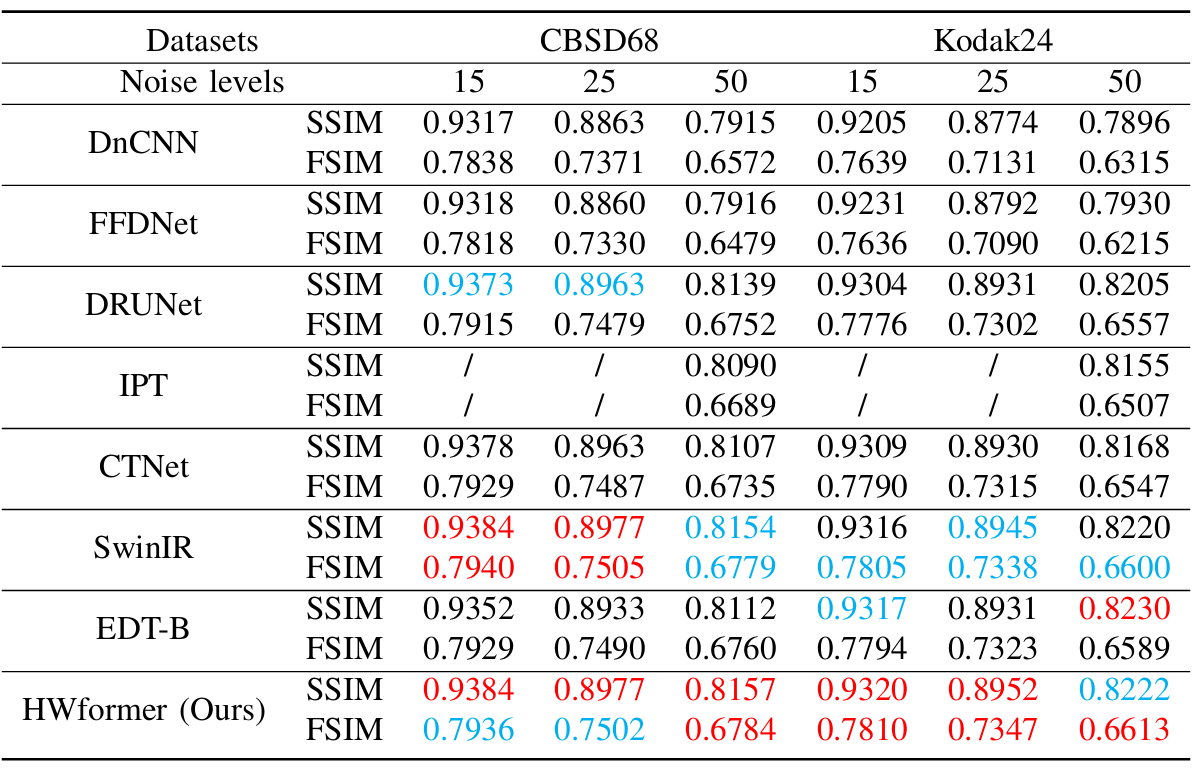 Datasets CBSD68 Kodak24
Noise levels 15 25 50 15 25 50
DnCNN SSIM 0.9317 0.8863 0.7915 0.9205 0.8774 0.7896
FSIM 0.7838 0.7371 0.6572 0.7639 0.7131 0.6315
FFDNet SSIM 0.9318 0.8860 0.7916 0.9231 0.8792 0.7930
FSIM 0.7818 0.7330 0.6479 0.7636 0.7090 0.6215
DRUNet SSIM 0.9373 0.8963 0.8139 0.9304 0.8931 0.8205
FSIM 0.7915 0.7479 0.6752 0.7776 0.7302 0.6557
IPT SSIM / / 0.8090 / / 0.8155
FSIM / / 0.6689 / / 0.6507
CTNet SSIM 0.9378 0.8963 0.8107 0.9309 0.8930 0.8168
FSIM 0.7929 0.7487 0.6735 0.7790 0.7315 0.6547
SwinIR SSIM 0.9384 0.8977 0.8154 0.9316 0.8945 0.8220
FSIM 0.7940 0.7505 0.6779 0.7805 0.7338 0.6600
EDT-B SSIM 0.9352 0.8933 0.8112 0.9317 0.8931 0.8230
FSIM 0.7929 0.7490 0.6760 0.7794 0.7323 0.6589
HWformer (Ours) SSIM 0.9384 0.8977 0.8157 0.9320 0.8952 0.8222
FSIM 0.7936 0.7502 0.6784 0.7810 0.7347 0.6613